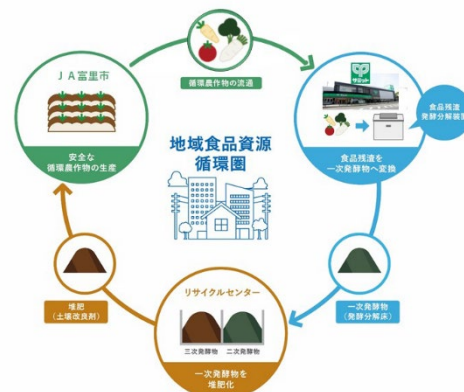 循環農作物の流通
JA富里市
安全な
循環農作物の生産
サミット
食品残渣
発酵分解装置
食品残渣を
一次発酵物へ変換
地域食品資源
循環圏
堆肥
(土壌改良剤)
一次発酵物
(発酵分解床)
リサイクルセンター
三次発酵物
二次発酵物
一次発酵物を
堆肥化